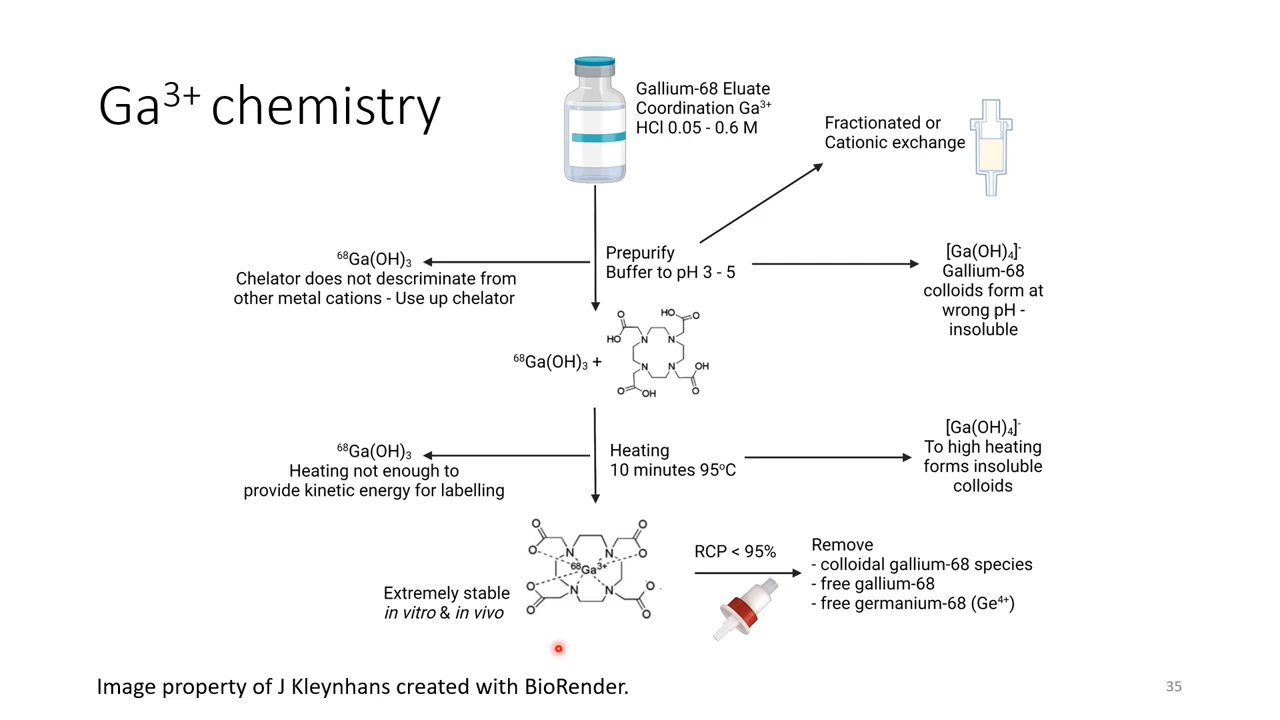 Ga³⁺ chemistry
Gallium-68 Eluate
Coordination Ga³⁺
HCl 0.05 - 0.6 M
Fractionated or
Cationic exchange
Prepurify
Buffer to pH 3 - 5
⁶⁸Ga(OH)₃
Chelator does not descriminate from
other metal cations - Use up chelator
[Ga(OH)₄]⁻
Gallium-68
colloids form at
wrong pH -
insoluble
⁶⁸Ga(OH)₃ +
O
HO
N
HO
O
N
N
N
OH
O
O
OH
Heating
10 minutes 95⁰C
⁶⁸Ga(OH)₃
Heating not enough to
provide kinetic energy for labelling
[Ga(OH)₄]⁻
To high heating
forms insoluble
colloids
O
O
N
N
O
O
⁶⁸Ga³⁺
O
O
N
N
O⁻
O
Extremely stable
in vitro & in vivo
RCP < 95%
Remove
- colloidal gallium-68 species
- free gallium-68
- free germanium-68 (Ge⁴⁺)
Image property of J Kleynhans created with BioRender.
35